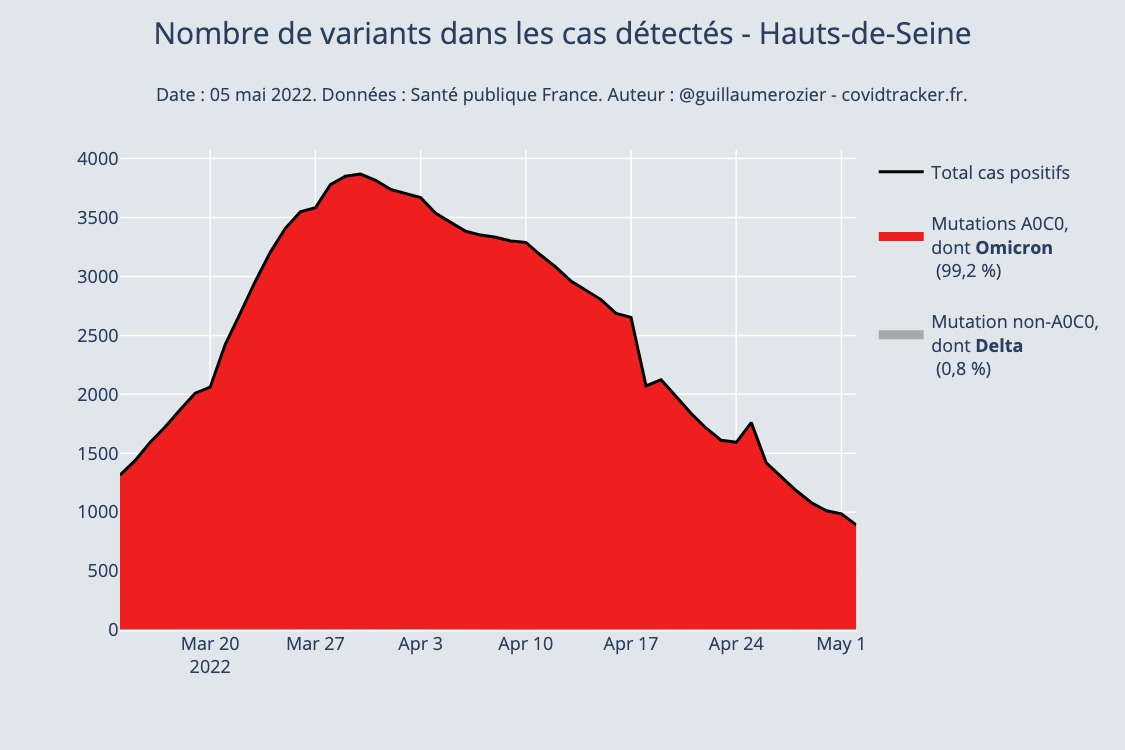 Nombre de variants dans les cas détectés - Hauts-de-Seine
Date : 05 mai 2022. Données : Santé publique France. Auteur : @guillaumerozier - covidtracker.fr.
4000
3500
3000
2500
2000
1500
1000
500
0
Mar 20
2022
Mar 27
Apr 3
Apr 10
Apr 17
Apr 24
May 1
Total cas positifs
Mutations A0C0,
dont Omicron
(99,2 %)
Mutation non-A0C0,
dont Delta
(0,8 %)